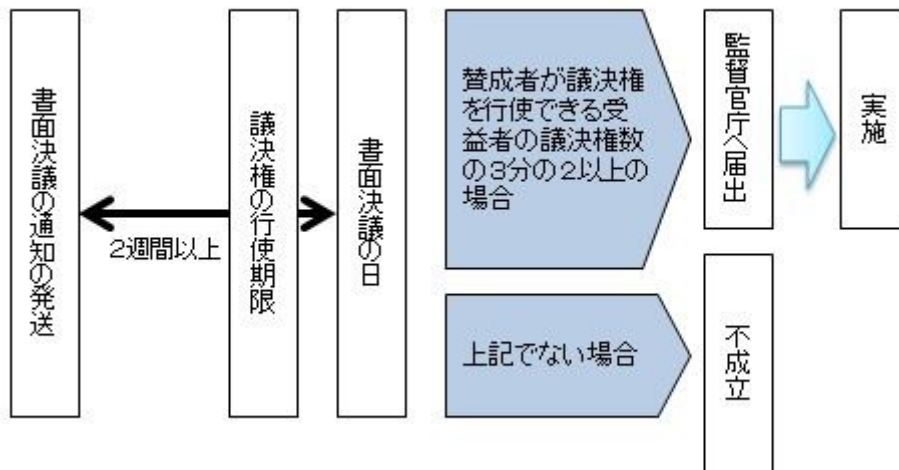 書面決議の通知の発送
2週間以上
議決権の行使期限
書面決議の日
賛成者が議決権
を行使できる受
益者の議決権数
の3分の2以上の
場合
監督官庁へ届出
実施
上記でない場合
不成立